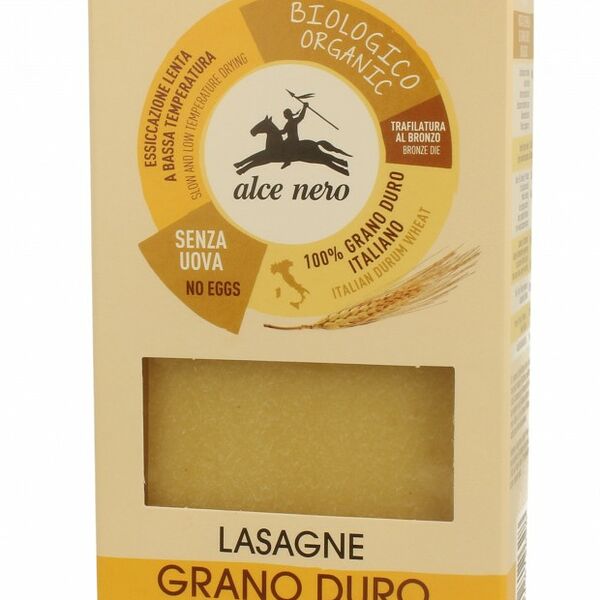 BIOLOGICO
ORGANIC
ESSICCAZIONE LENTA
A BASSA TEMPERATURA
SLOW AND LOW TEMPERATURE DRYING
TRAFILATURA
AL BRONZO
BRONZE DIE
alce nero
100% GRANO DURO
ITALIANO
ITALIAN DURUM WHEAT
SENZA
UOVA
NO EGGS
LASAGNE
GRANO DURO